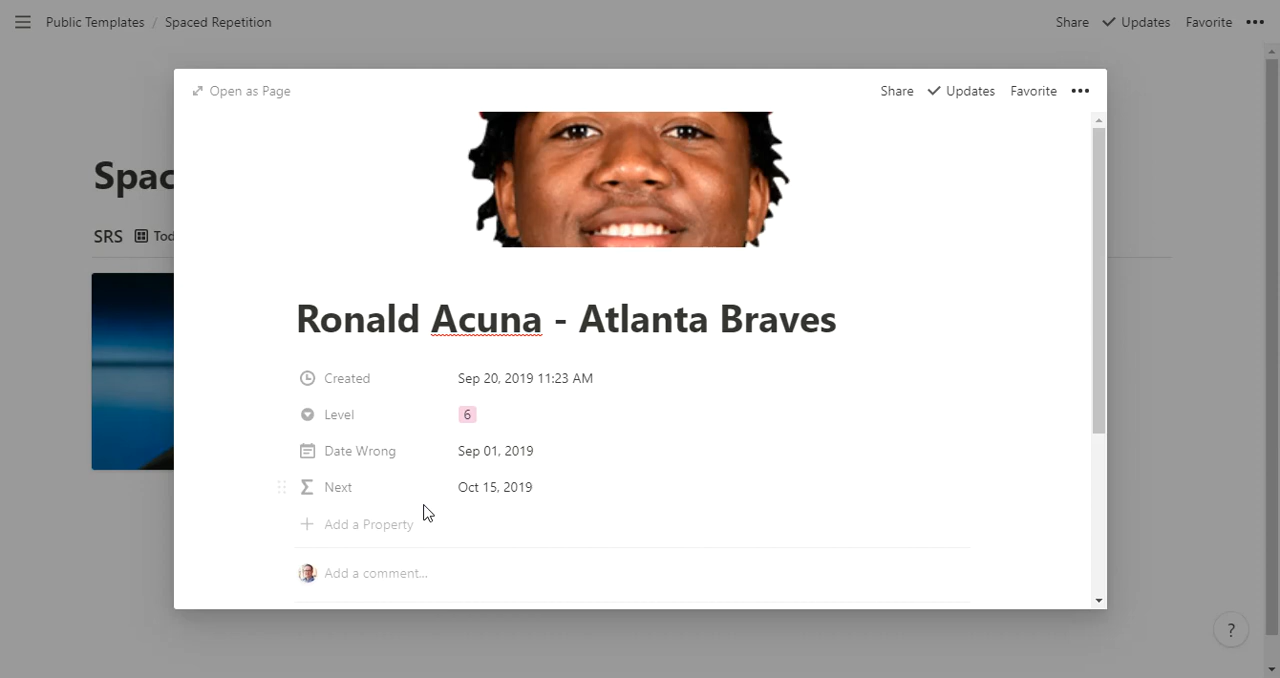 Public Templates / Spaced Repetition
Share Updates Favorite
Open as Page
Share Updates Favorite
Spac
SRS Tod
Ronald Acuna - Atlanta Braves
Created Sep 20, 2019 11:23 AM
Level 6
Date Wrong Sep 01, 2019
Next Oct 15, 2019
Add a Property
Add a comment...
?